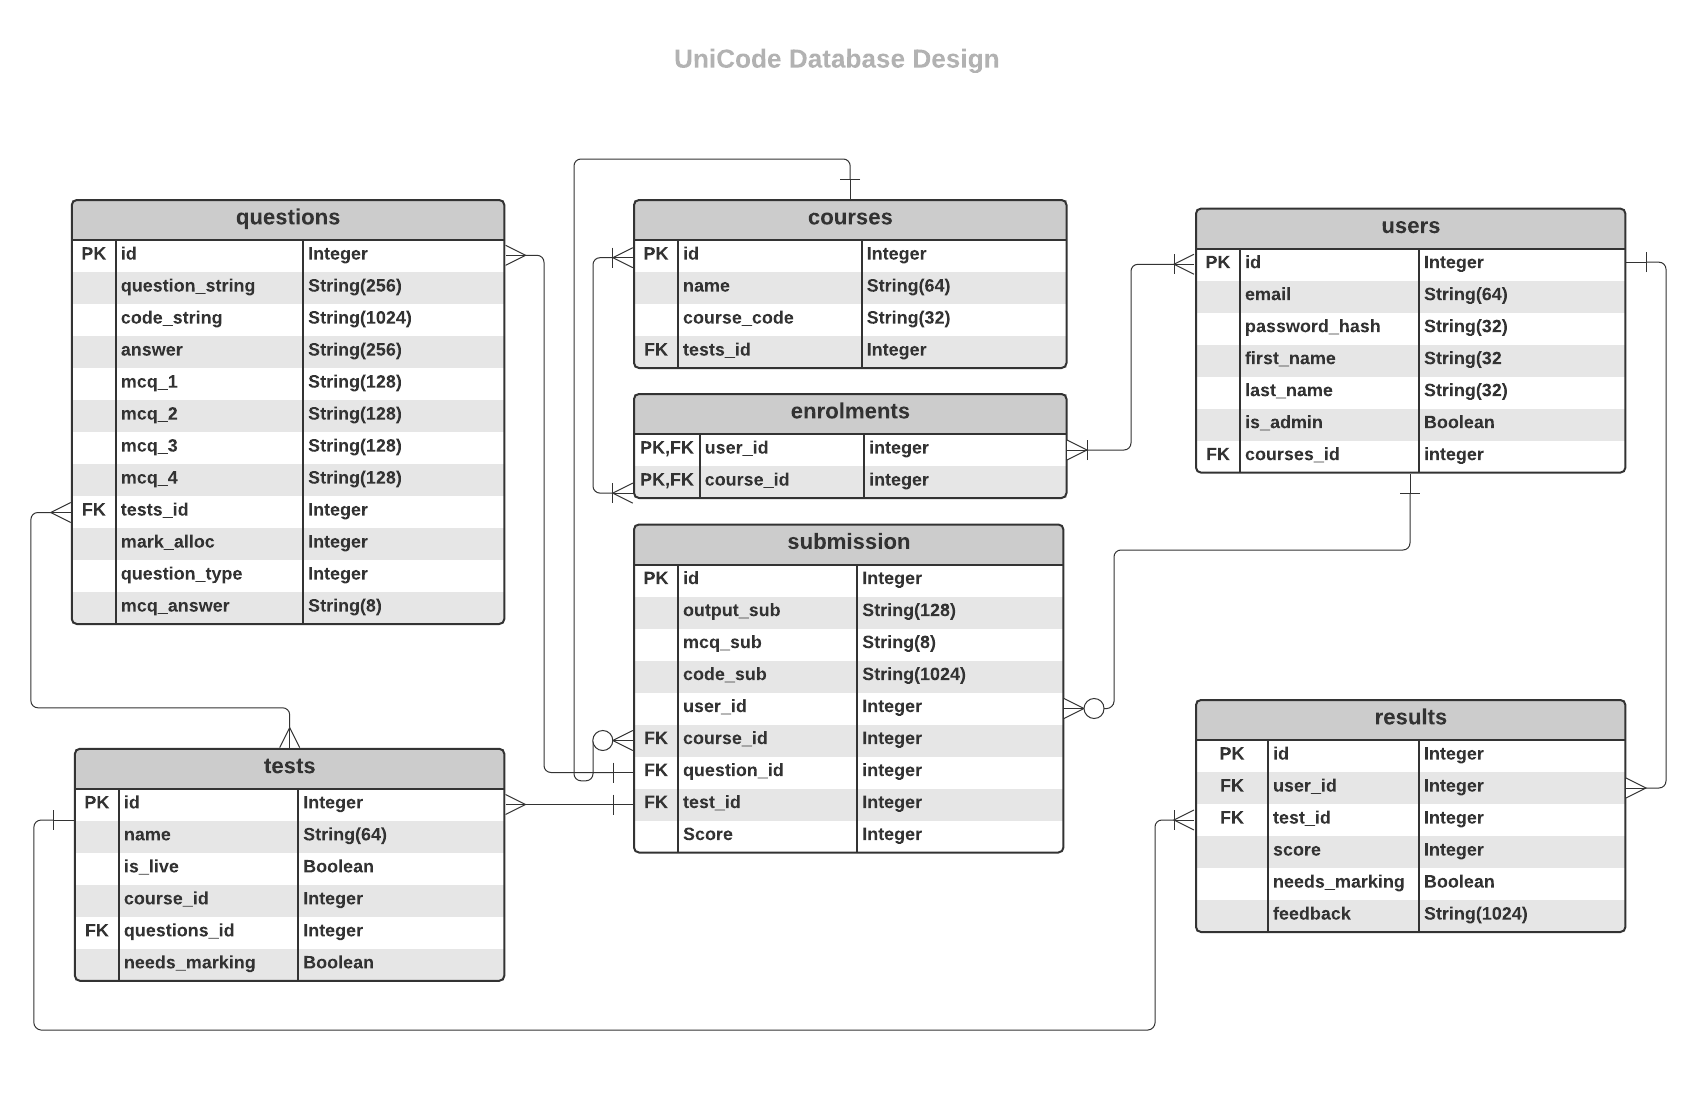 UniCode Database Design
questions
PK id Integer
question_string String(256)
code_string String(1024)
answer String(256)
mcq_1 String(128)
mcq_2 String(128)
mcq_3 String(128)
mcq_4 String(128)
FK tests_id Integer
mark_alloc Integer
question_type Integer
mcq_answer String(8)
courses
PK id Integer
name String(64)
course_code String(32)
FK tests_id Integer
enrolments
PK,FK user_id integer
PK,FK course_id integer
users
PK id Integer
email String(64)
password_hash String(32)
first_name String(32
last_name String(32)
is_admin Boolean
FK courses_id integer
submission
PK id Integer
output_sub String(128)
mcq_sub String(8)
code_sub String(1024)
user_id Integer
FK course_id Integer
FK question_id integer
FK test_id Integer
Score Integer
tests
PK id Integer
name String(64)
is_live Boolean
course_id Integer
FK questions_id Integer
needs_marking Boolean
results
PK id Integer
FK user_id Integer
FK test_id Integer
score Integer
needs_marking Boolean
feedback String(1024)